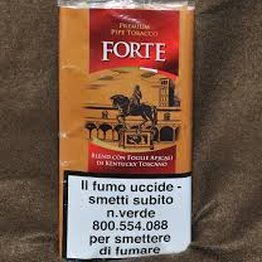 PREMIUM
PIPE TOBACCO
FORTE
BLEND CON FOGLIE APICALI
DI KENTUCKY TOSCANO
Il fumo uccide -
smetti subito
n.verde
800.554.088
per smettere
di fumare